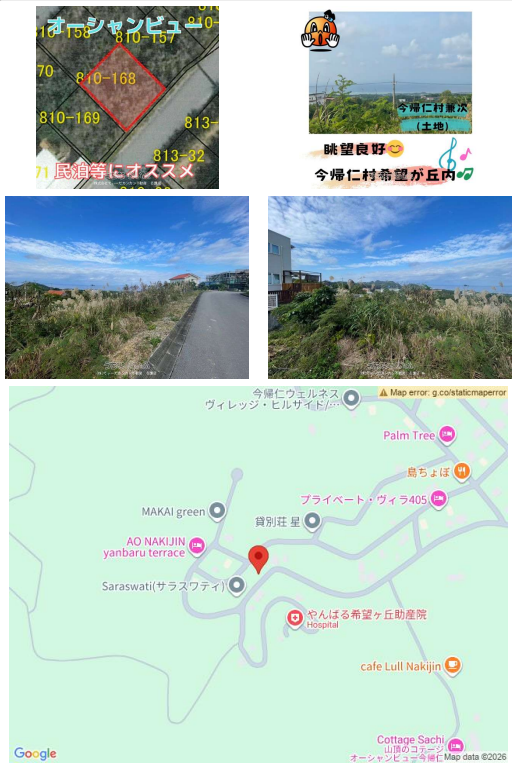 オーシャンビュー
810-158
810-157
810-
70
810-168
810-169
813-
71
813-32
民泊等にオススメ
今帰仁村兼次
(土地)
眺望良好
今帰仁村希望が丘内
今帰仁ウェルネス
ヴィレッジ・ヒルサイド/…
Map error: g.co/staticmaperror
Palm Tree
島ちょぼ
プライベート・ヴィラ405
MAKAI green
貸別荘 星
AO NAKIJIN
yanbaru terrace
Saraswati(サラスワティ)
やんばる希望ヶ丘助産院
Hospital
cafe Lull Nakijin
Cottage Sachi
山頂のコテージ
オーシャンビュー今帰仁
Google
Map data ©2026